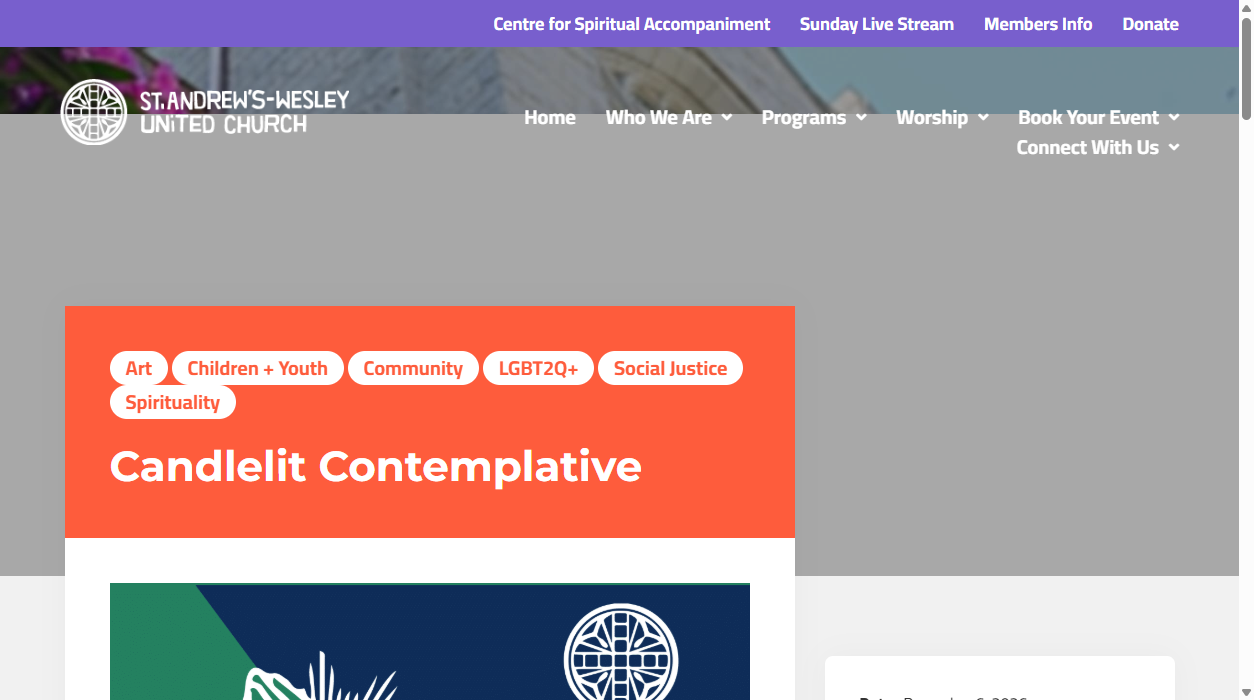 Centre for Spiritual Accompaniment Sunday Live Stream Members Info Donate
ST. ANDREW'S-WESLEY
UNITED CHURCH
Home Who We Are Programs Worship Book Your Event
Connect With Us
Art Children + Youth Community LGBT2Q+ Social Justice
Spirituality
Candlelit Contemplative